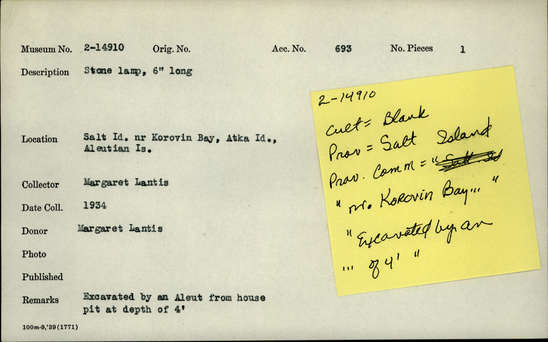 Museum No. 2-14910 Orig. No. Acc. No. 693 No. Pieces 1
Description Stone lamp, 6" long
Location Salt Id. nr Korovin Bay, Atka Id.,
Aleutian Is.
Collector Margaret Lantis
Date Coll. 1934
Donor Margaret Lantis
Photo
Published
Remarks Excavated by an Aleut from house
pit at depth of 4'
100m-9,'39(1771)
2-14910
Cult = Blank
Prov = Salt Island
Prov. Comm = "
" nr. Korovin Bay... "
" Excavated by an
... of 4' "